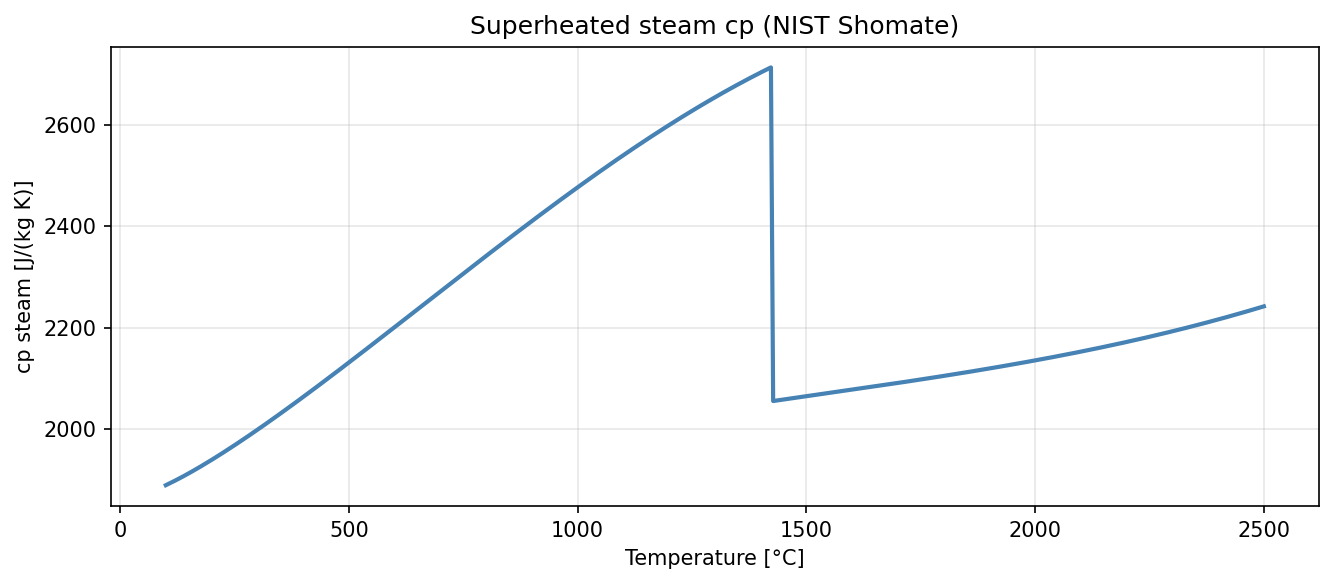 Superheated steam cp (NIST Shomate)
cp steam [J/(kg K)]
2600
2400
2200
2000
0 500 1000 1500 2000 2500
Temperature [°C]